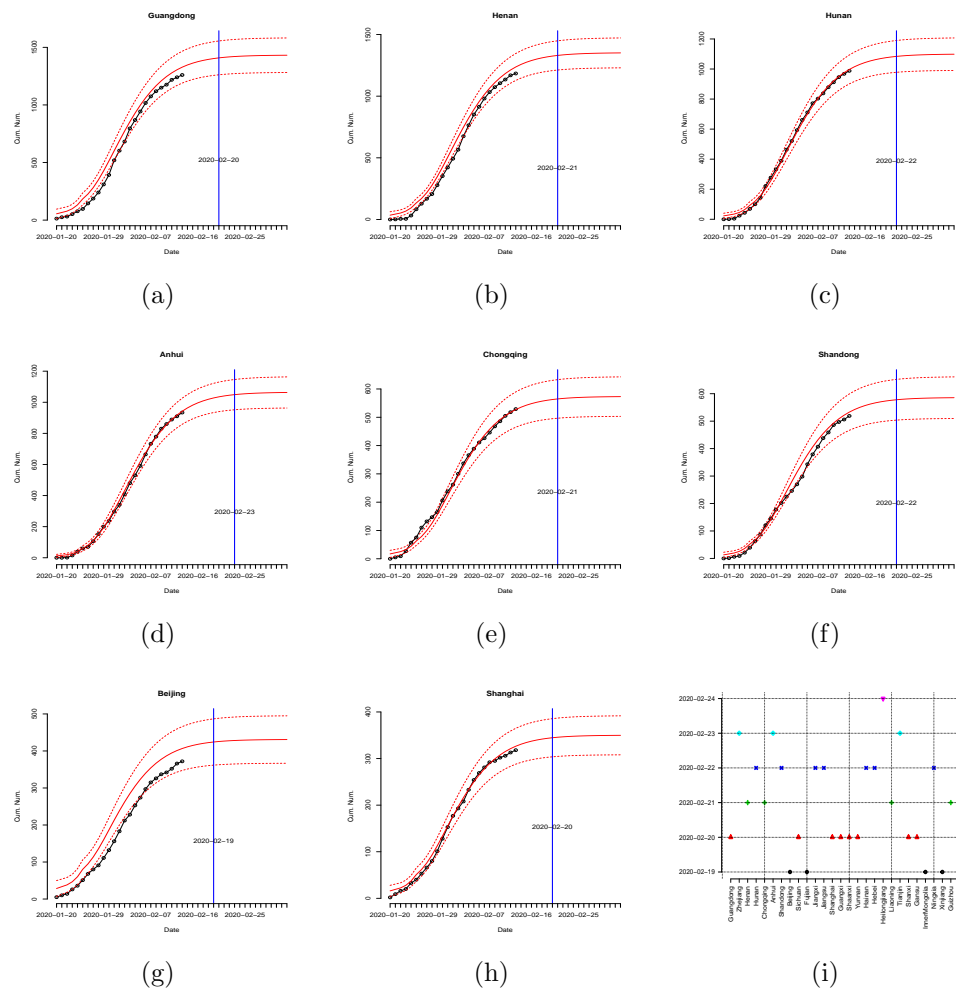 Guangdong
Cum. Num.
0 500 1000 1500
2020-02-20
2020-01-20 2020-01-29 2020-02-07 2020-02-16 2020-02-25
Date
(a)
Henan
Cum. Num.
0 500 1000 1500
2020-02-21
2020-01-20 2020-01-29 2020-02-07 2020-02-16 2020-02-25
Date
(b)
Hunan
Cum. Num.
0 200 400 600 800 1000 1200
2020-02-22
2020-01-20 2020-01-29 2020-02-07 2020-02-16 2020-02-25
Date
(c)
Anhui
Cum. Num.
0 200 400 600 800 1000 1200
2020-02-23
2020-01-20 2020-01-29 2020-02-07 2020-02-16 2020-02-25
Date
(d)
Chongqing
Cum. Num.
0 100 200 300 400 500 600
2020-02-21
2020-01-20 2020-01-29 2020-02-07 2020-02-16 2020-02-25
Date
(e)
Shandong
Cum. Num.
0 100 200 300 400 500 600
2020-02-22
2020-01-20 2020-01-29 2020-02-07 2020-02-16 2020-02-25
Date
(f)
Beijing
Cum. Num.
0 100 200 300 400 500
2020-02-19
2020-01-20 2020-01-29 2020-02-07 2020-02-16 2020-02-25
Date
(g)
Shanghai
Cum. Num.
0 100 200 300 400
2020-02-20
2020-01-20 2020-01-29 2020-02-07 2020-02-16 2020-02-25
Date
(h)
2020-02-24
2020-02-23
2020-02-22
2020-02-21
2020-02-20
2020-02-19
Guangdong
Zhejiang
Henan
Hunan
Chongqing
Anhui
Shandong
Beijing
Sichuan
Fujian
Jiangxi
Jiangsu
Shanghai
Guangxi
Shaanxi
Yunnan
Hainan
Hebei
Heilongjiang
Liaoning
Tianjin
Shanxi
Gansu
InnerMongolia
Ningxia
Xinjiang
Guizhou
(i)